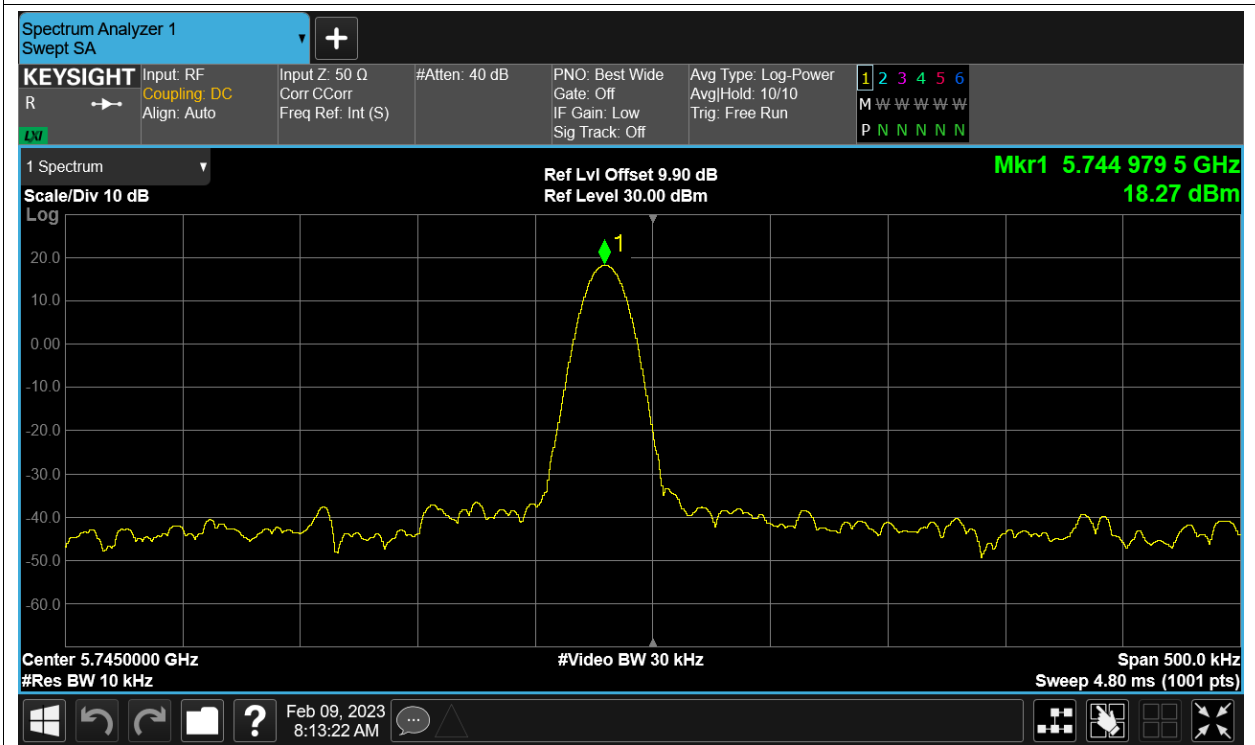 Spectrum Analyzer 1
Swept SA
KEYSIGHT
R
LXI
Input: RF
Coupling: DC
Align: Auto
Input Z: 50 Ω
Corr CCorr
Freq Ref: Int (S)
#Atten: 40 dB
PNO: Best Wide
Gate: Off
IF Gain: Low
Sig Track: Off
Avg Type: Log-Power
Avg|Hold: 10/10
Trig: Free Run
1 2 3 4 5 6
M W W W W W
P N N N N N
1 Spectrum
Scale/Div 10 dB
Log
Ref Lvl Offset 9.90 dB
Ref Level 30.00 dBm
Mkr1 5.744 979 5 GHz
18.27 dBm
1
20.0
10.0
0.00
-10.0
-20.0
-30.0
-40.0
-50.0
-60.0
Center 5.7450000 GHz
#Res BW 10 kHz
#Video BW 30 kHz
Span 500.0 kHz
Sweep 4.80 ms (1001 pts)
?
Feb 09, 2023
8:13:22 AM